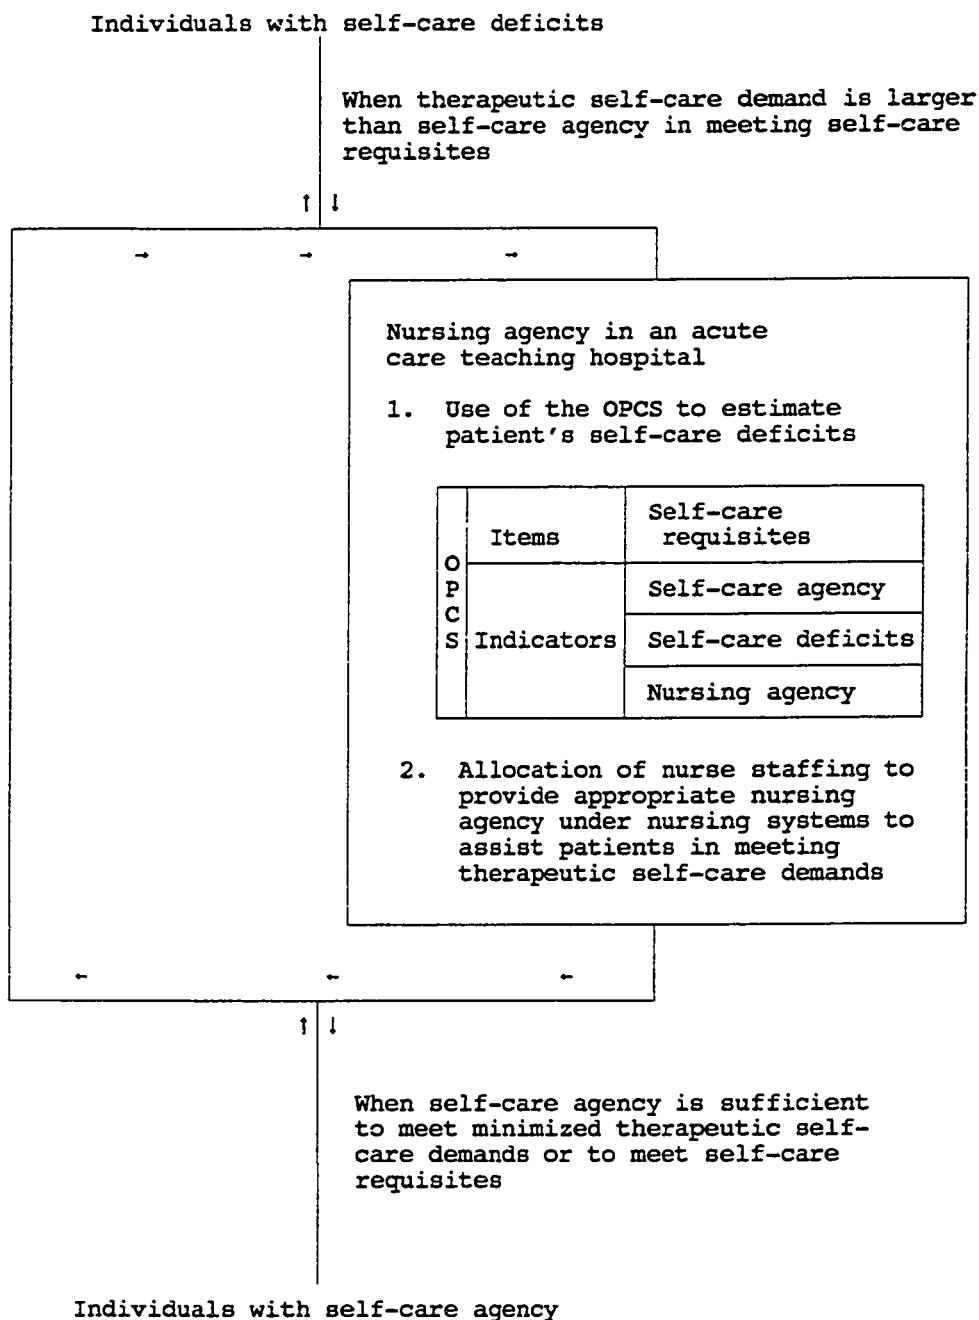 Individuals with self-care deficits
When therapeutic self-care demand is larger
than self-care agency in meeting self-care
requisites
↑ ↓
→ → →
Nursing agency in an acute
care teaching hospital
1. Use of the OPCS to estimate
patient's self-care deficits
OPCS
Items
Self-care
requisites
Indicators
Self-care agency
Self-care deficits
Nursing agency
2. Allocation of nurse staffing to
provide appropriate nursing
agency under nursing systems to
assist patients in meeting
therapeutic self-care demands
← ← ←
↑ ↓
When self-care agency is sufficient
to meet minimized therapeutic self-
care demands or to meet self-care
requisites
Individuals with self-care agency